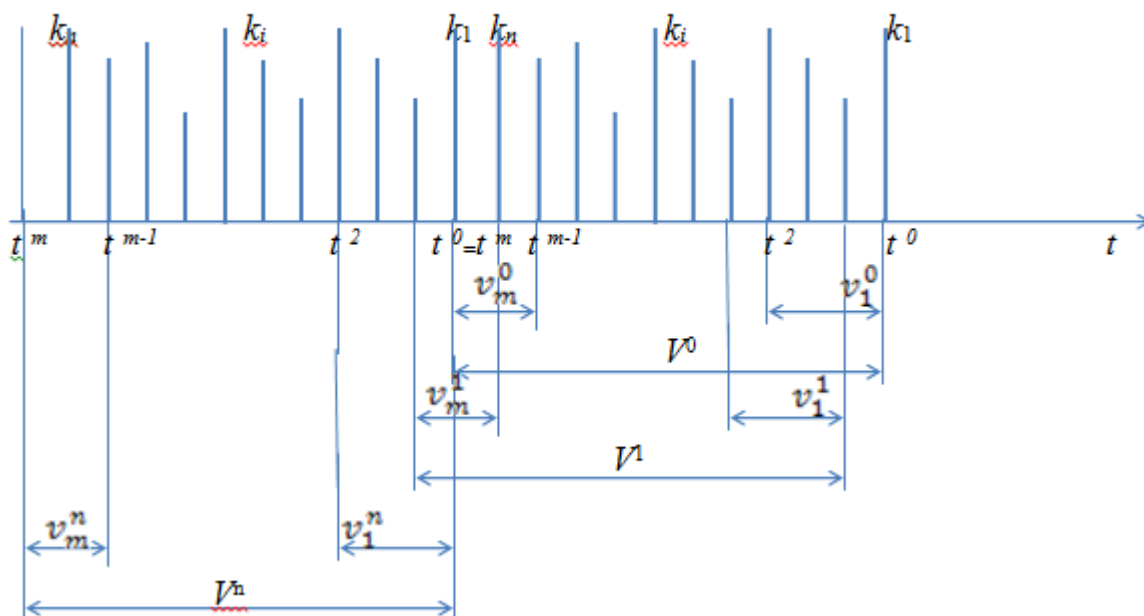 kₙ kᵢ k₁ kₙ kᵢ k₁
t ᵐ t ᵐ⁻¹ t ² t ⁰₌t ᵐ t ᵐ⁻¹ t ² t ⁰ t
v⁰ₘ v⁰₁
V⁰
v¹ₘ v¹₁
V¹
vⁿₘ vⁿ₁
Vⁿ